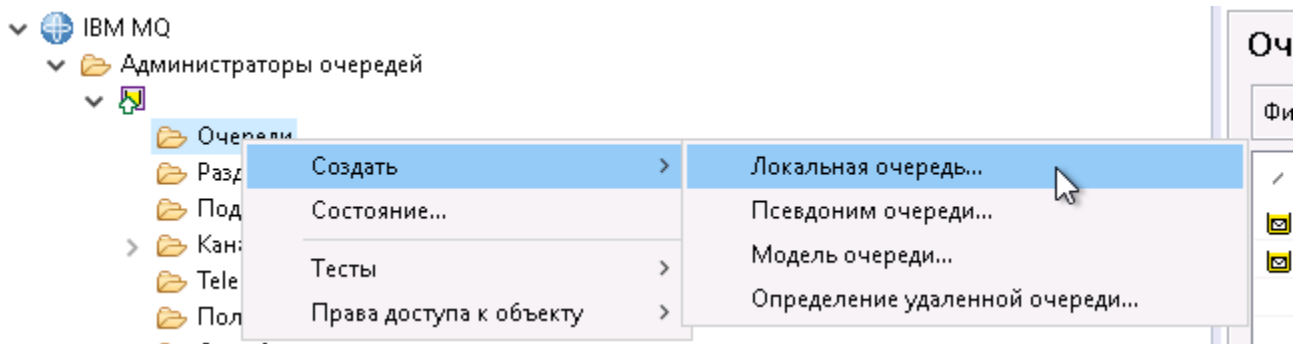 IBM MQ
Администраторы очередей
Очереди
Создать
Состояние...
Тесты
Права доступа к объекту
Локальная очередь...
Псевдоним очереди...
Модель очереди...
Определение удаленной очереди...